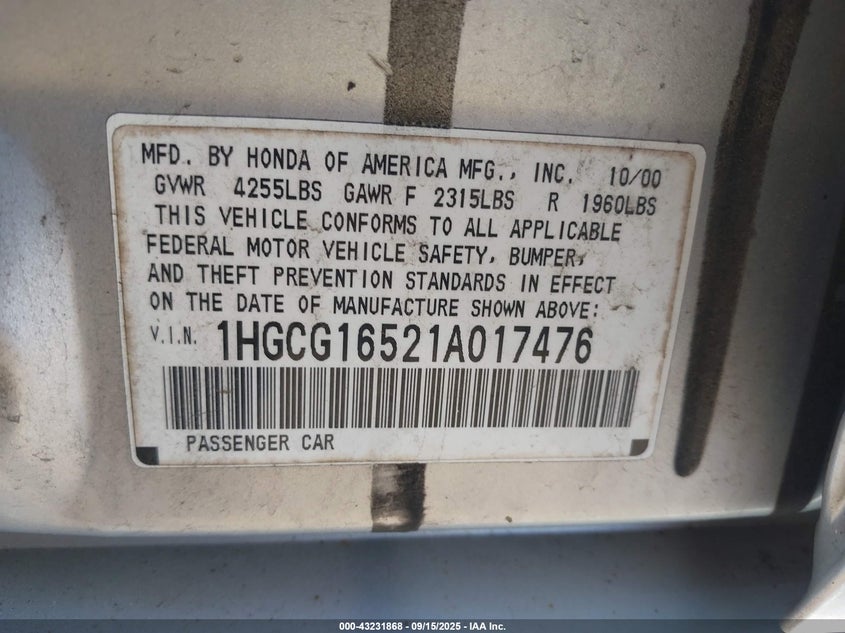 MFD. BY HONDA OF AMERICA MFG., INC. 10/00
GVWR 4255LBS GAWR F 2315LBS R 1960LBS
THIS VEHICLE CONFORMS TO ALL APPLICABLE
FEDERAL MOTOR VEHICLE SAFETY, BUMPER,
AND THEFT PREVENTION STANDARDS IN EFFECT
ON THE DATE OF MANUFACTURE SHOWN ABOVE:
V.I.N. 1HGCG16521A017476
PASSENGER CAR
000-43231868 - 09/15/2025 - IAA Inc.